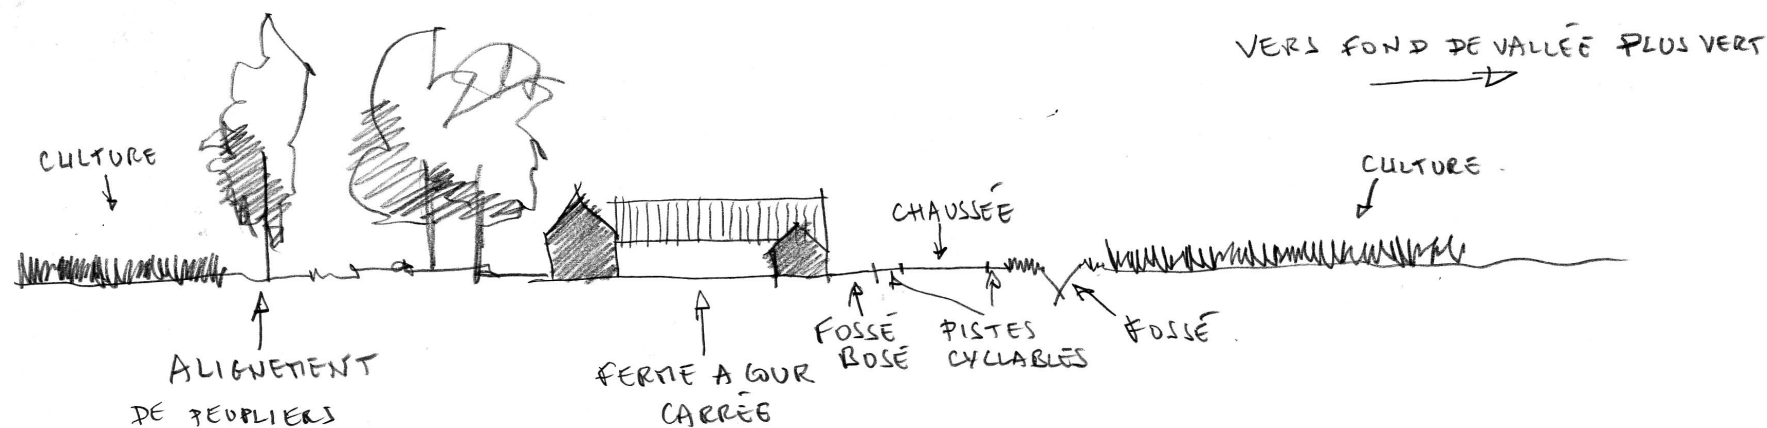 VERS FOND DE VALLÉE PLUS VERT
CULTURE
CULTURE
CHAUSSÉE
ALIGNEMENT
DE PEUPLIERS
FERME A COUR
CARRÉE
FOSSÉ
BUSÉ
PISTES
CYCLABLES
FOSSÉ